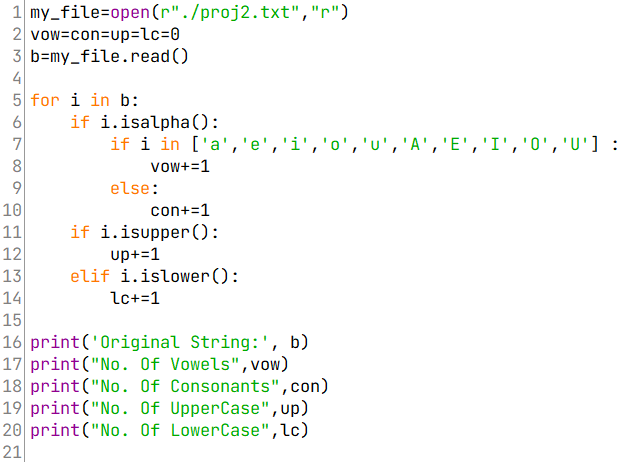 1 my_file=open(r"./proj2.txt","r")
2 vow=con=up=lc=0
3 b=my_file.read()
4
5 for i in b:
6     if i.isalpha():
7         if i in ['a','e','i','o','u','A','E','I','O','U'] :
8             vow+=1
9         else:
10             con+=1
11     if i.isupper():
12         up+=1
13     elif i.islower():
14         lc+=1
15
16 print('Original String:', b)
17 print("No. Of Vowels",vow)
18 print("No. Of Consonants",con)
19 print("No. Of UpperCase",up)
20 print("No. Of LowerCase",lc)
21